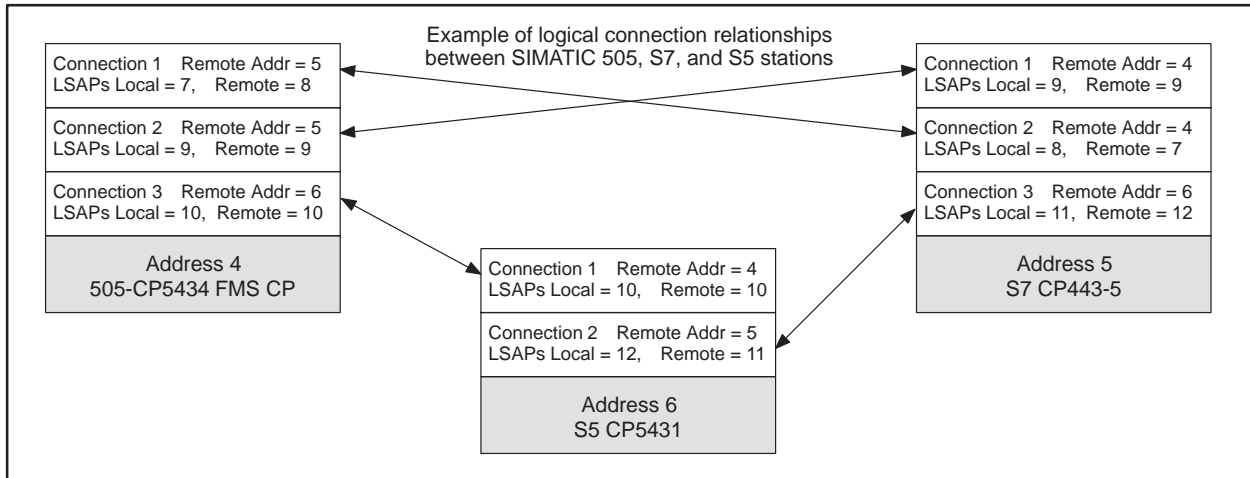 Example of logical connection relationships
between SIMATIC 505, S7, and S5 stations
Connection 1 Remote Addr = 5
LSAPs Local = 7, Remote = 8
Connection 2 Remote Addr = 5
LSAPs Local = 9, Remote = 9
Connection 3 Remote Addr = 6
LSAPs Local = 10, Remote = 10
Address 4
505-CP5434 FMS CP
Connection 1 Remote Addr = 4
LSAPs Local = 10, Remote = 10
Connection 2 Remote Addr = 5
LSAPs Local = 12, Remote = 11
Address 6
S5 CP5431
Connection 1 Remote Addr = 4
LSAPs Local = 9, Remote = 9
Connection 2 Remote Addr = 4
LSAPs Local = 8, Remote = 7
Connection 3 Remote Addr = 6
LSAPs Local = 11, Remote = 12
Address 5
S7 CP443-5